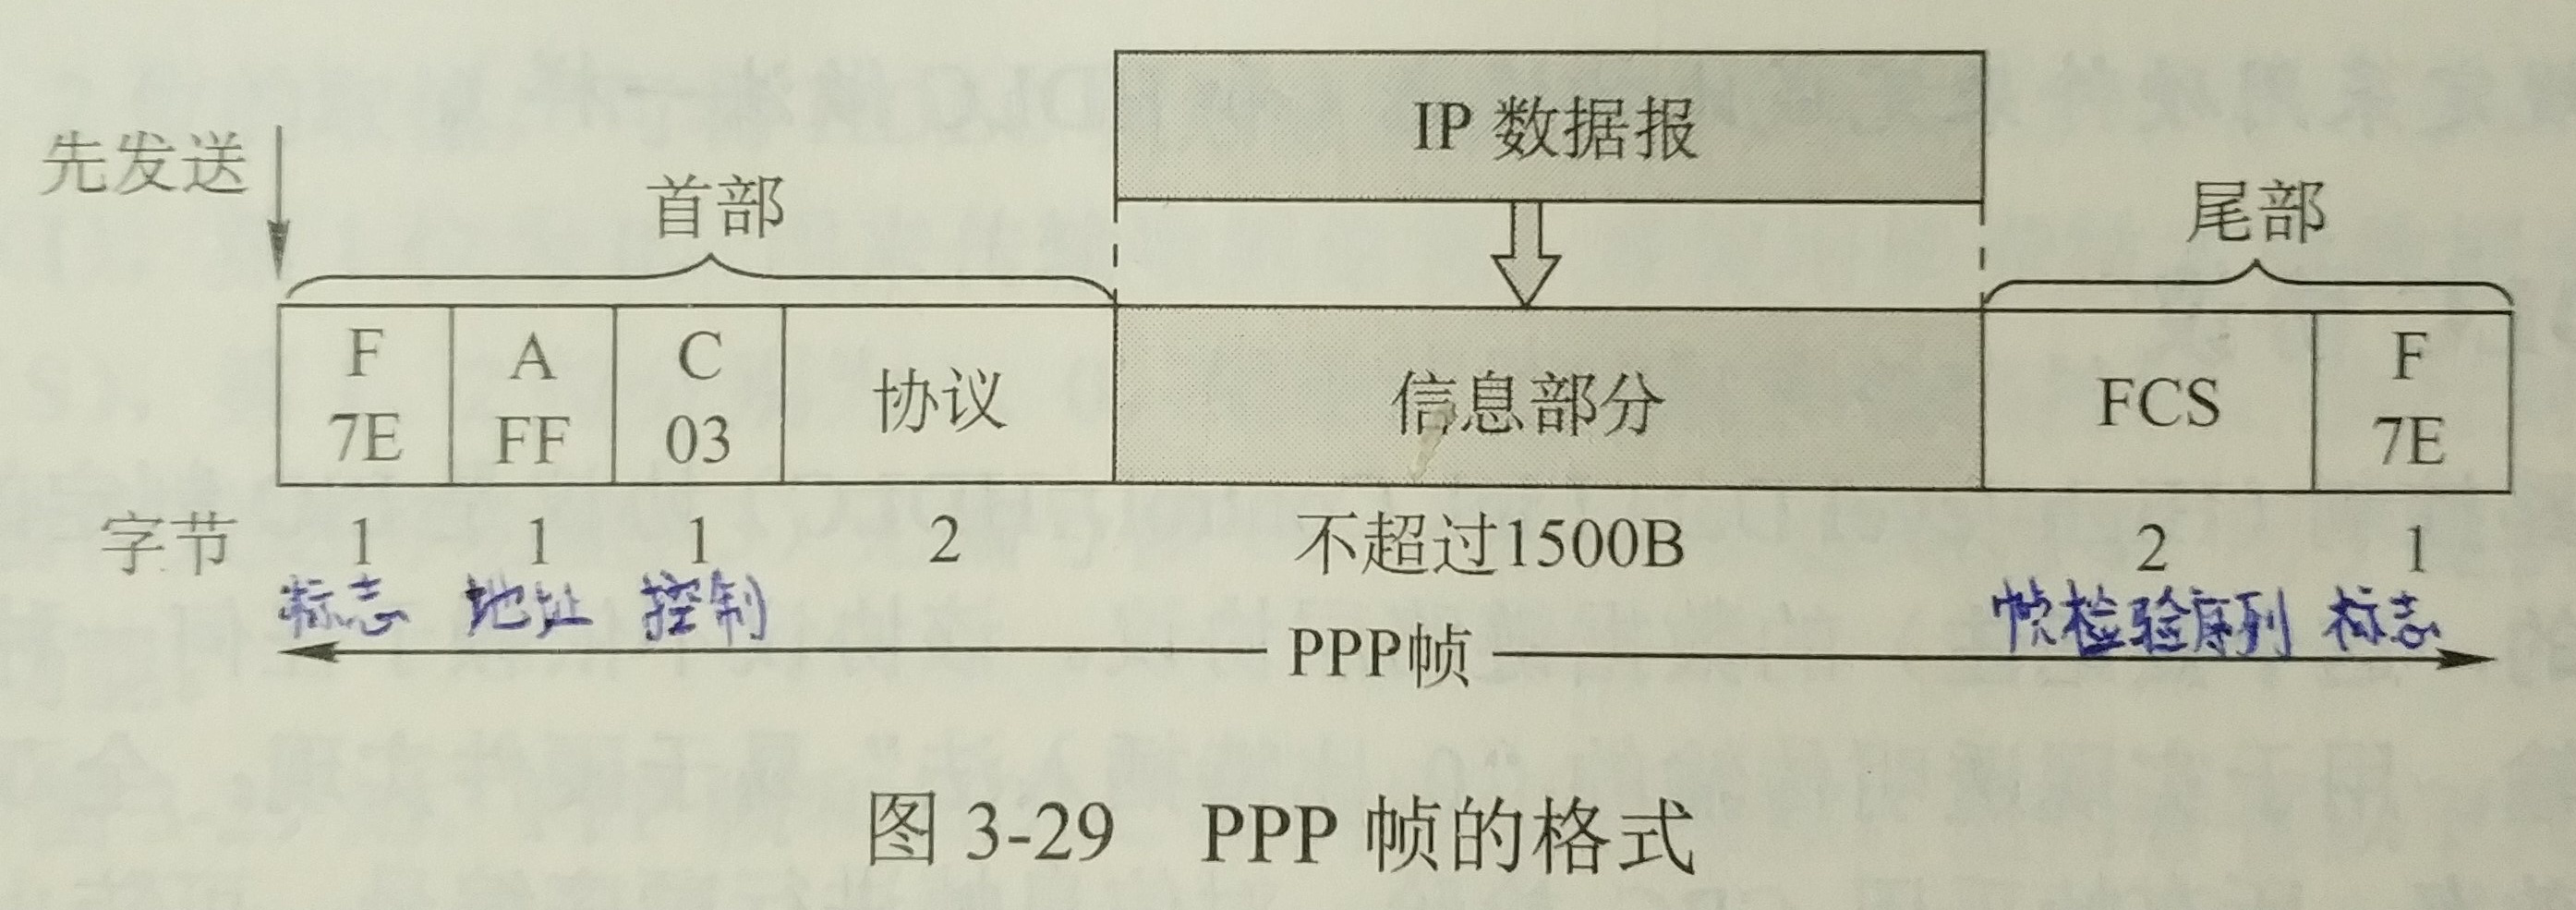 IP 数据报
先发送
首部
尾部
F A C 协议 信息部分 FCS F
7E FF 03 7E
字节 1 1 1 2 不超过1500B 2 1
标志 地址 控制 帧检验序列 标志
PPP帧
图 3-29 PPP 帧的格式